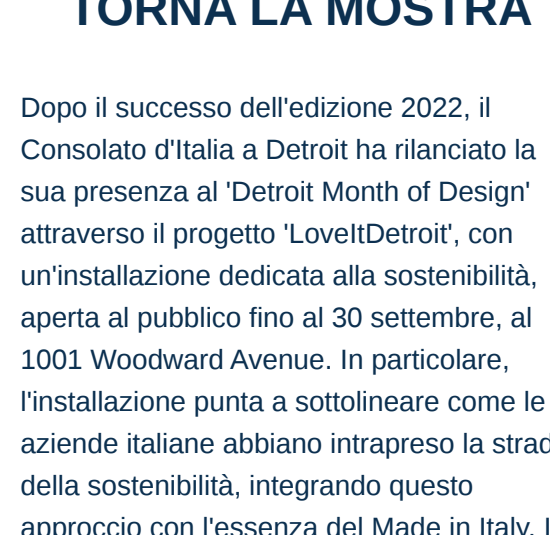 TORNA LA MOSTRA
Dopo il successo dell'edizione 2022, il
Consolato d'Italia a Detroit ha rilanciato la
sua presenza al 'Detroit Month of Design'
attraverso il progetto 'LoveItDetroit', con
un'installazione dedicata alla sostenibilità,
aperta al pubblico fino al 30 settembre, al
1001 Woodward Avenue. In particolare,
l'installazione punta a sottolineare come le
aziende italiane abbiano intrapreso la strad
della sostenibilità, integrando questo
approccio con l'essenza del Made in Italy.